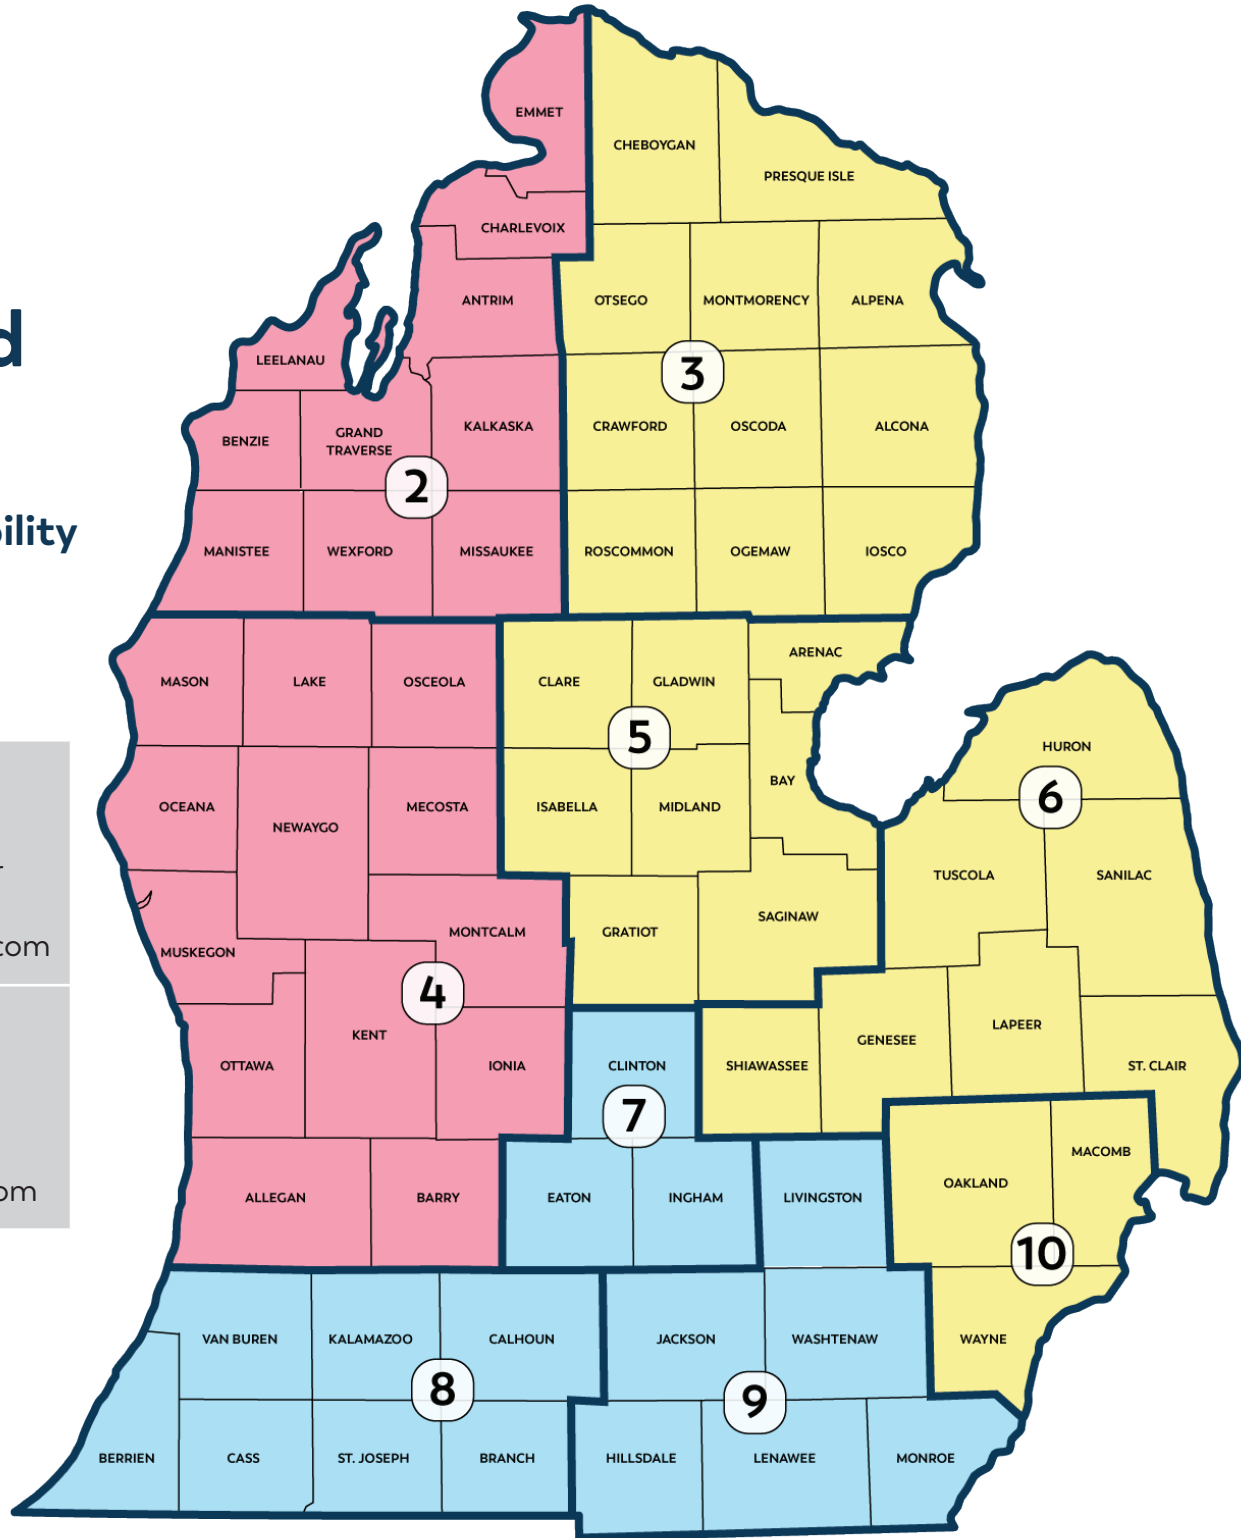 EMMET
CHEBOYGAN
PRESQUE ISLE
CHARLEVOIX
ANTRIM
OTSEGO
MONTMORENCY
ALPENA
d
LEELANAU
3
BENZIE
GRAND
TRAVERSE
KALKASKA
CRAWFORD
OSCODA
ALCONA
2
bility
MANISTEE
WEXFORD
MISSAUKEE
ROSCOMMON
OGEMAW
IOSCO
ARENAC
MASON
LAKE
OSCEOLA
CLARE
GLADWIN
5
HURON
BAY
6
OCEANA
NEWAYGO
MECOSTA
ISABELLA
MIDLAND
TUSCOLA
SANILAC
com
MUSKEGON
MONTCALM
GRATIOT
SAGINAW
4
KENT
LAPEER
GENESEE
OTTAWA
IONIA
CLINTON
SHIAWASSEE
ST. CLAIR
7
MACOMB
om
ALLEGAN
BARRY
EATON
INGHAM
LIVINGSTON
OAKLAND
10
VAN BUREN
KALAMAZOO
CALHOUN
JACKSON
WASHTENAW
WAYNE
8
9
BERRIEN
CASS
ST. JOSEPH
BRANCH
HILLSDALE
LENAWEE
MONROE